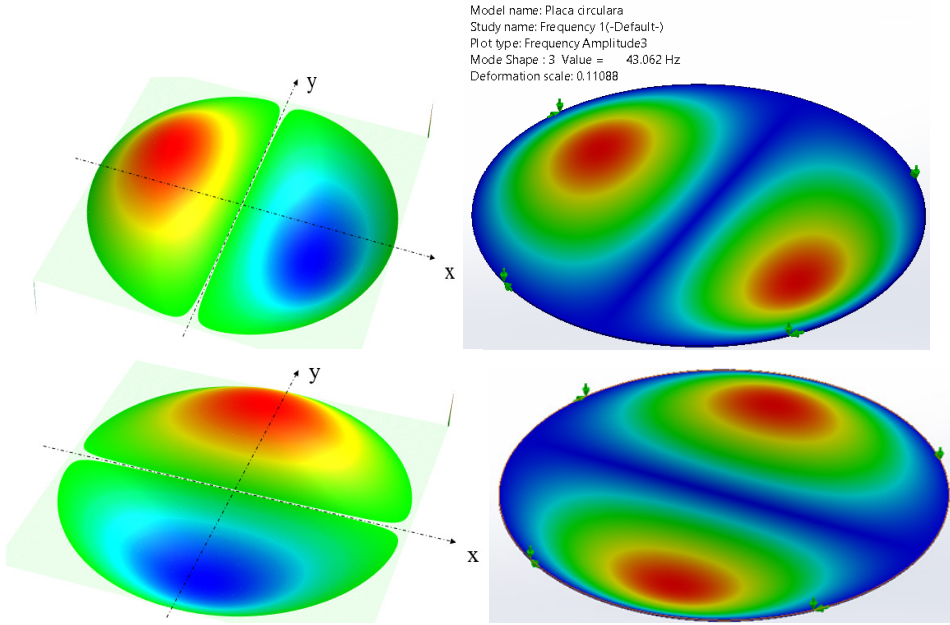 Model name: Placa circulara
Study name: Frequency 1(-Default-)
Plot type: Frequency Amplitude3
Mode Shape : 3 Value = 43.062 Hz
Deformation scale: 0.11088
y
x
y
x